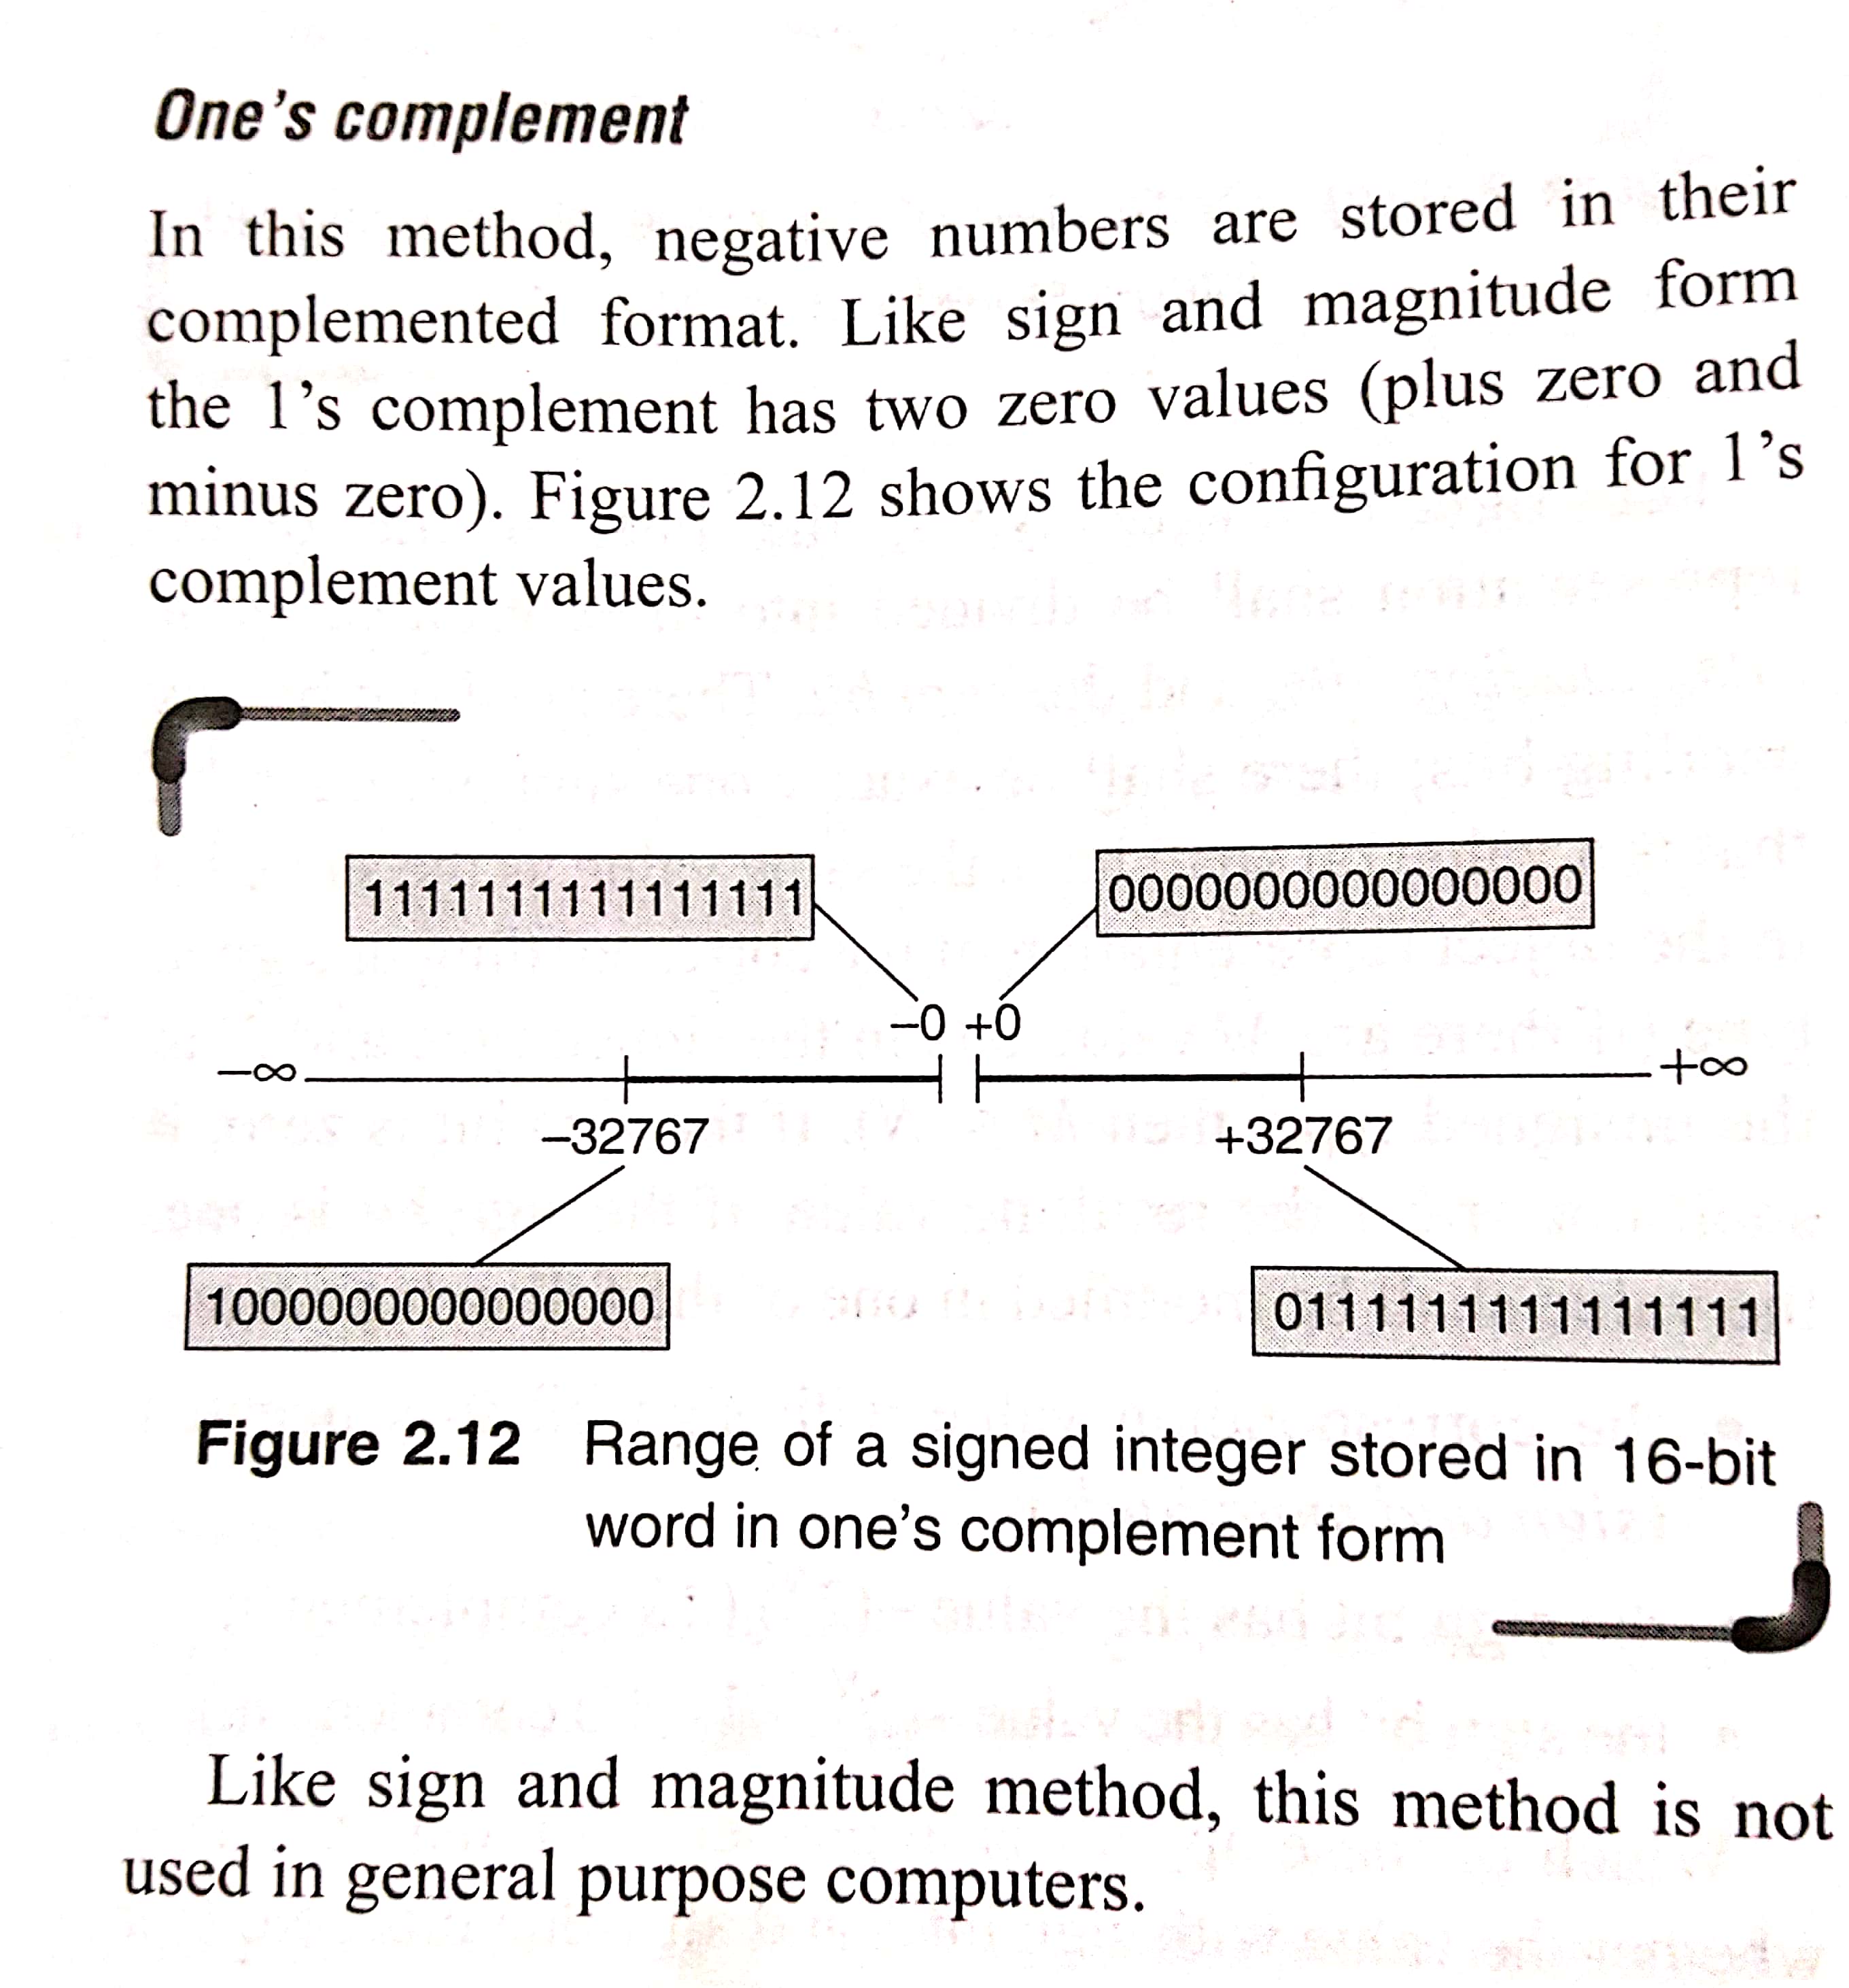 One's complement
In this method, negative numbers are stored in their
complemented format. Like sign and magnitude form
the 1's complement has two zero values (plus zero and
minus zero). Figure 2.12 shows the configuration for 1's
complement values.
1111111111111111 0000000000000000
−0 +0
−∞ +∞
−32767 +32767
1000000000000000 0111111111111111
Figure 2.12 Range of a signed integer stored in 16-bit
word in one's complement form
Like sign and magnitude method, this method is not
used in general purpose computers.